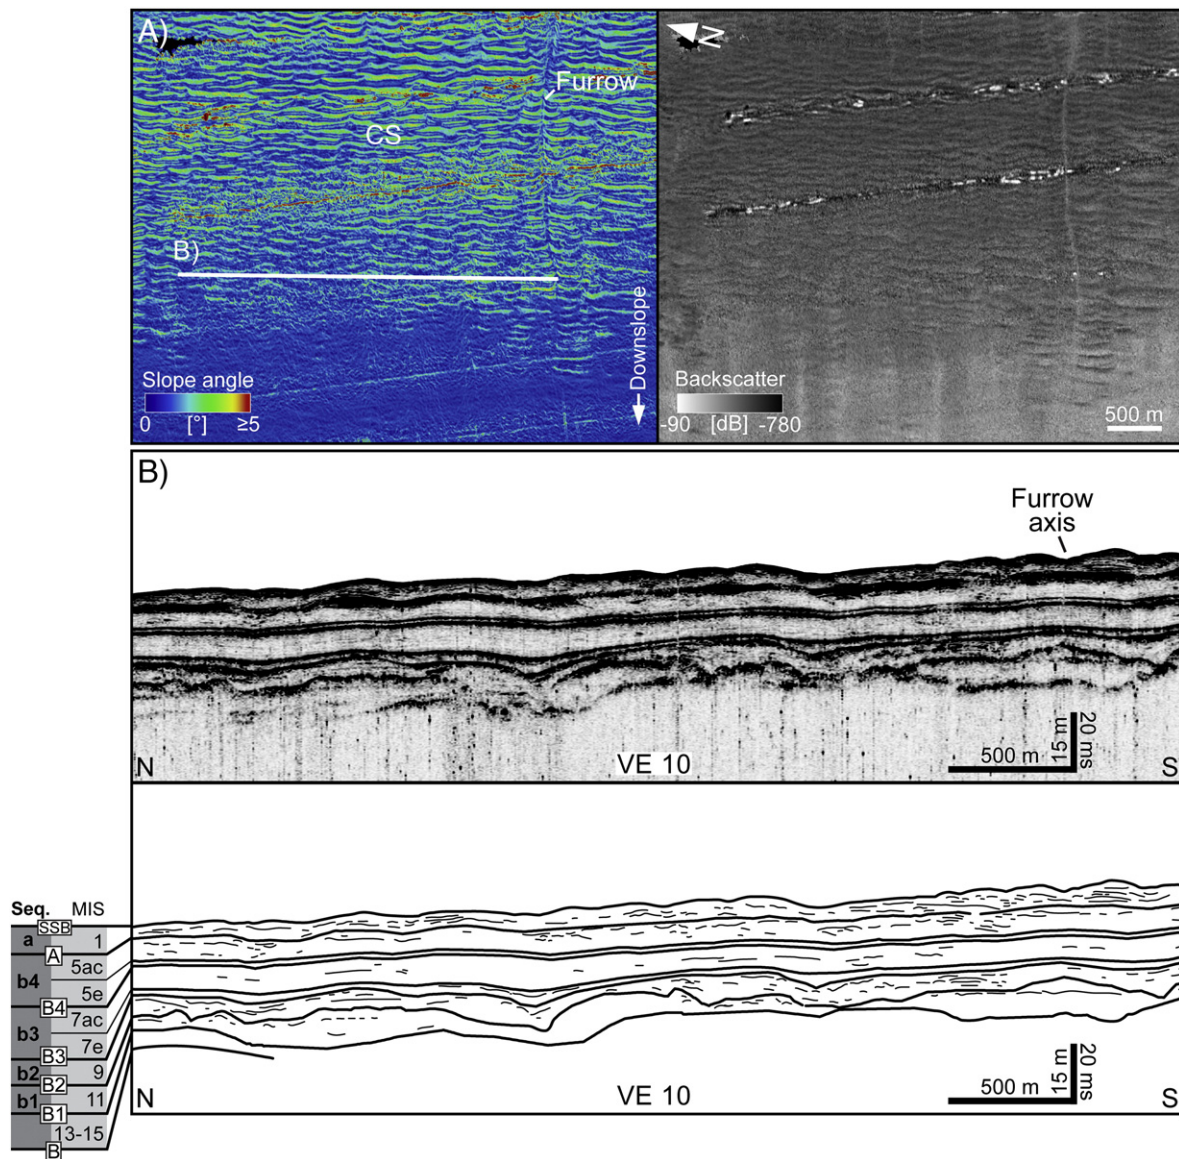 A)
N
Furrow
CS
B)
Downslope
Slope angle
0 [°] ≥5
Backscatter
-90 [dB] -780
500 m
B)
Furrow
axis
20 ms
15 m
500 m
N
VE 10
S
Seq. MIS
SSB
a 1
A
5ac
b4
5e
B4
7ac
b3
7e
B3
b2 9
B2
b1 11
B1
13-15
B
20 ms
15 m
500 m
N
VE 10
S